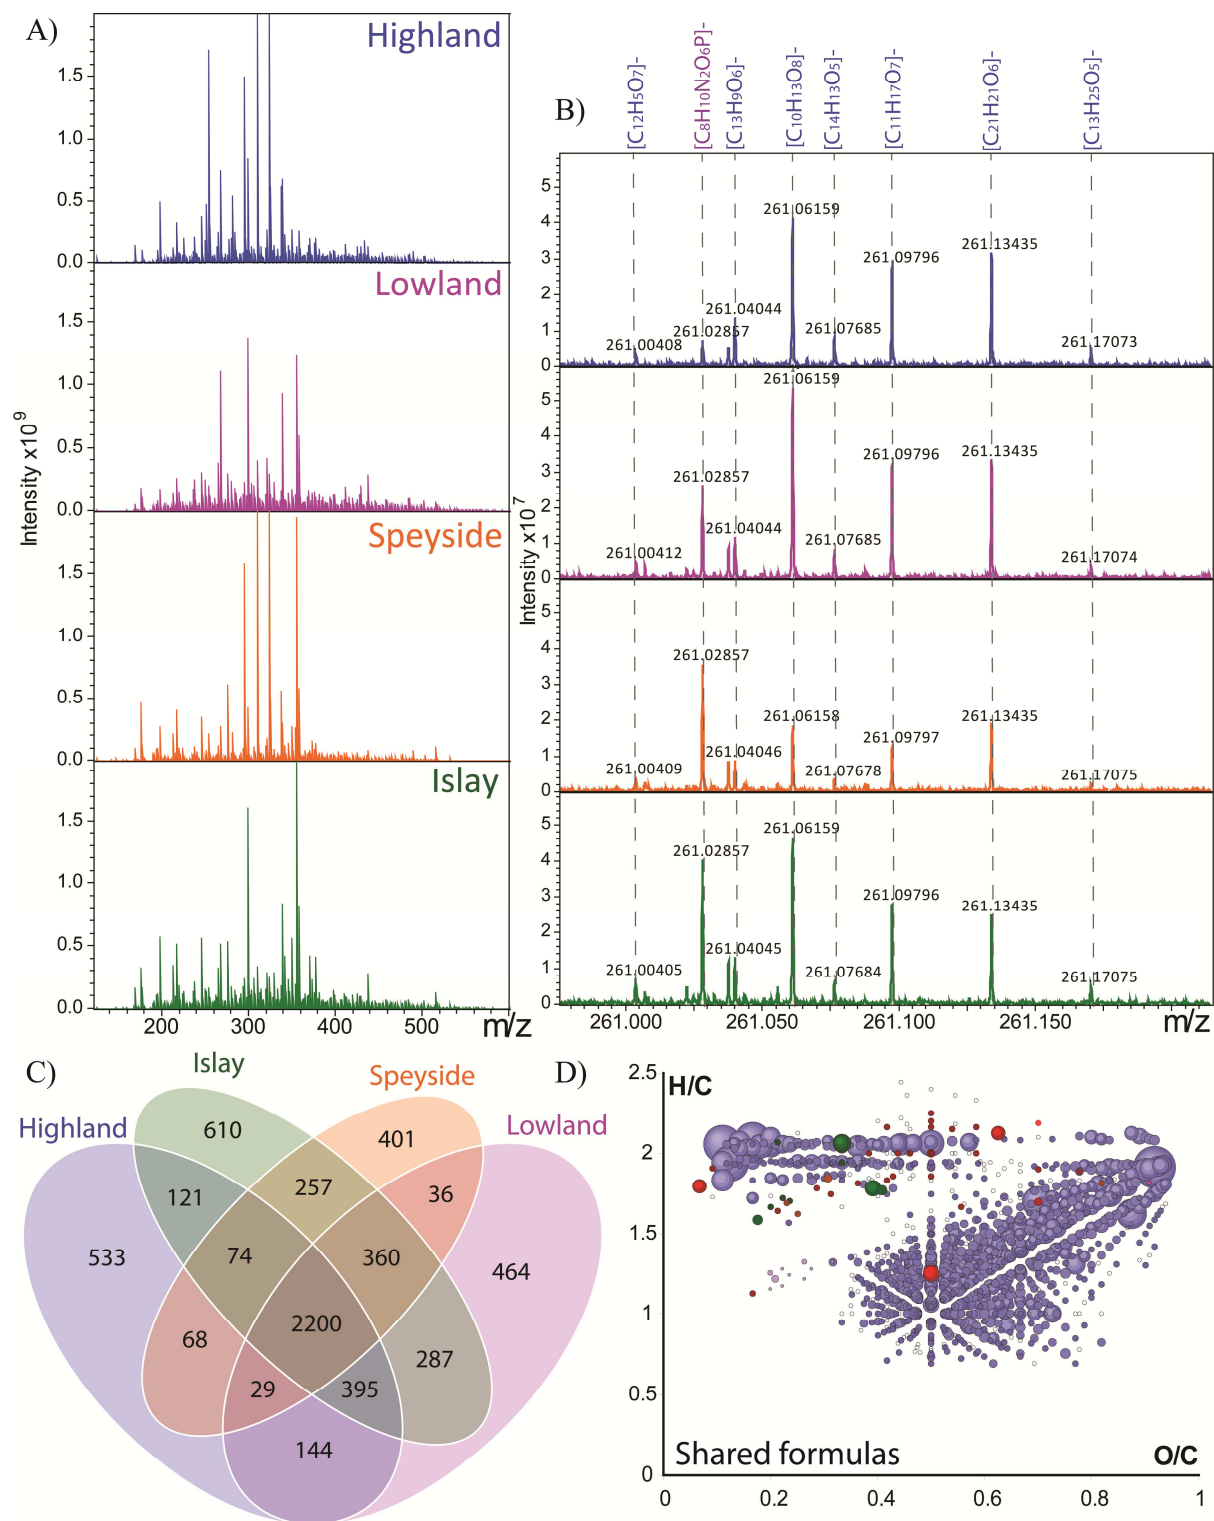 A)
Highland
1.5
1.0
0.5
0.0
Lowland
1.5
1.0
0.5
0.0
Speyside
1.5
1.0
0.5
0.0
Islay
1.5
1.0
0.5
0.0
200 300 400 500 m/z
Intensity x10⁹
B)
[C12H5O7]-
[C8H10N2O6P]-
[C13H9O6]-
[C10H13O8]-
[C14H13O5]-
[C11H17O7]-
[C21H21O6]-
[C13H25O5]-
5
4
3
2
1
0
261.00408 261.02857 261.04044 261.06159 261.07685 261.09796 261.13435 261.17073
5
4
3
2
1
0
261.00412 261.02857 261.04044 261.06159 261.07685 261.09796 261.13435 261.17074
5
4
3
2
1
0
261.00409 261.02857 261.04046 261.06158 261.07678 261.09797 261.13435 261.17075
5
4
3
2
1
0
261.00405 261.02857 261.04045 261.06159 261.07684 261.09796 261.13435 261.17075
261.000 261.050 261.100 261.150 m/z
Intensity x10⁷
C)
Islay
Speyside
Highland
Lowland
610
401
121
257
36
533
74
360
464
2200
68
287
29
395
144
D)
H/C
2.5
2
1.5
1
0.5
0
Shared formulas
O/C
0 0.2 0.4 0.6 0.8 1